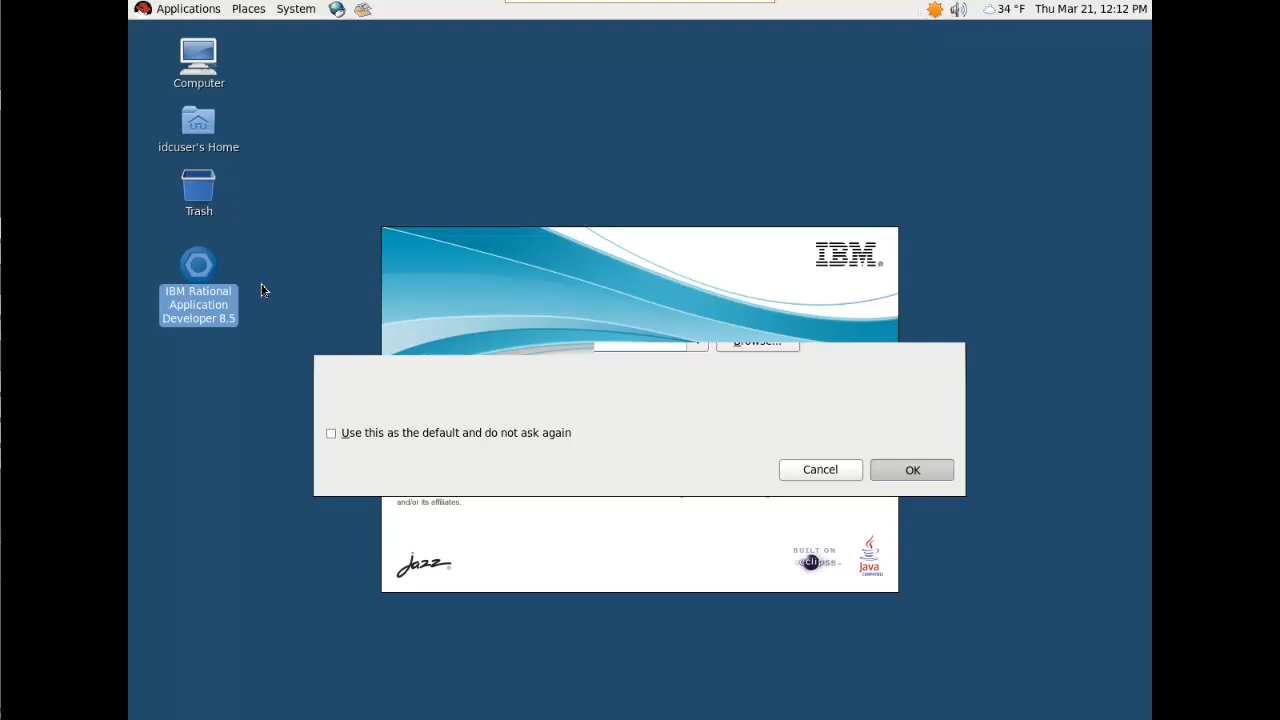 Applications Places System 34 °F Thu Mar 21, 12:12 PM
Computer
idcuser's Home
Trash
IBM Rational
Application
Developer 8.5
IBM
Browse...
Use this as the default and do not ask again
Cancel OK
and/or its affiliates.
jazz
BUILT ON
eclipse
Java
COMPATIBLE